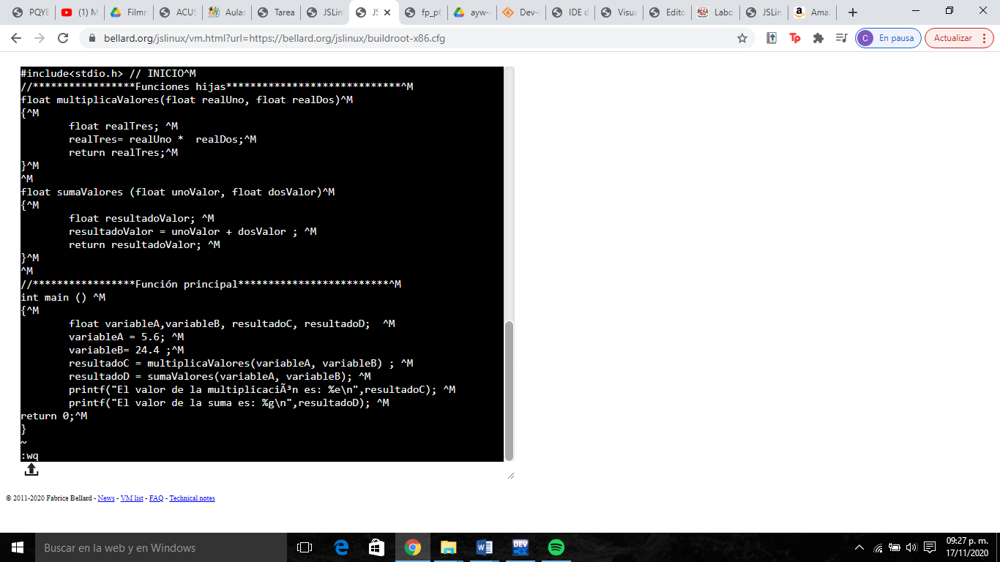 PQYE
(1) M
Filmr
ACUS
Aulas
Tarea
JSLin
JS
fp_p6
ayw-
Dev-
IDE d
Visua
Edito
Labo
JSLin
Ama
bellard.org/jslinux/vm.html?url=https://bellard.org/jslinux/buildroot-x86.cfg
Tp
C En pausa
Actualizar
#include<stdio.h> // INICIO^M
//*****************Funciones hijas*****************************^M
float multiplicaValores(float realUno, float realDos)^M
{^M
        float realTres; ^M
        realTres= realUno *  realDos;^M
        return realTres;^M
}^M
^M
float sumaValores (float unoValor, float dosValor)^M
{^M
        float resultadoValor; ^M
        resultadoValor = unoValor + dosValor ; ^M
        return resultadoValor; ^M
}^M
^M
//*****************Función principal*************************^M
int main () ^M
{^M
        float variableA,variableB, resultadoC, resultadoD;  ^M
        variableA = 5.6; ^M
        variableB= 24.4 ;^M
        resultadoC = multiplicaValores(variableA, variableB) ; ^M
        resultadoD = sumaValores(variableA, variableB); ^M
        printf("El valor de la multiplicaciÃ³n es: %e\n",resultadoC); ^M
        printf("El valor de la suma es: %g\n",resultadoD); ^M
return 0;^M
}
~
:wq
© 2011-2020 Fabrice Bellard - News - VM list - FAQ - Technical notes
Buscar en la web y en Windows
W
DEV
09:27 p. m.
17/11/2020